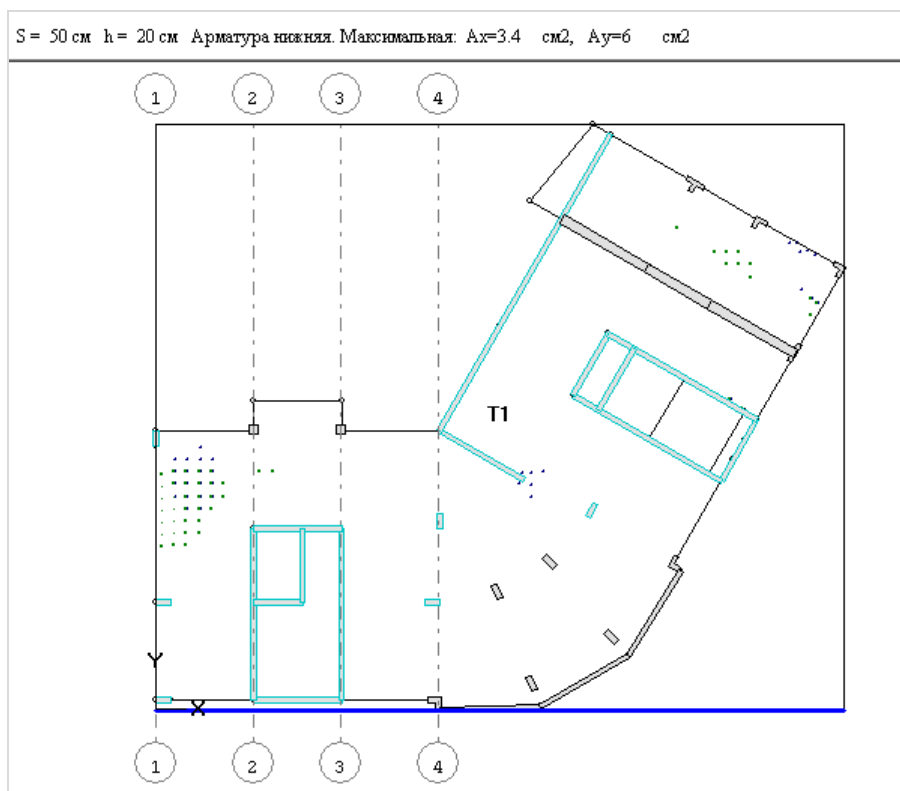 S = 50 см h = 20 см Арматура нижняя. Максимальная: Ax=3.4 см2, Ay=6 см2
1 2 3 4
T1
Y
X
1 2 3 4